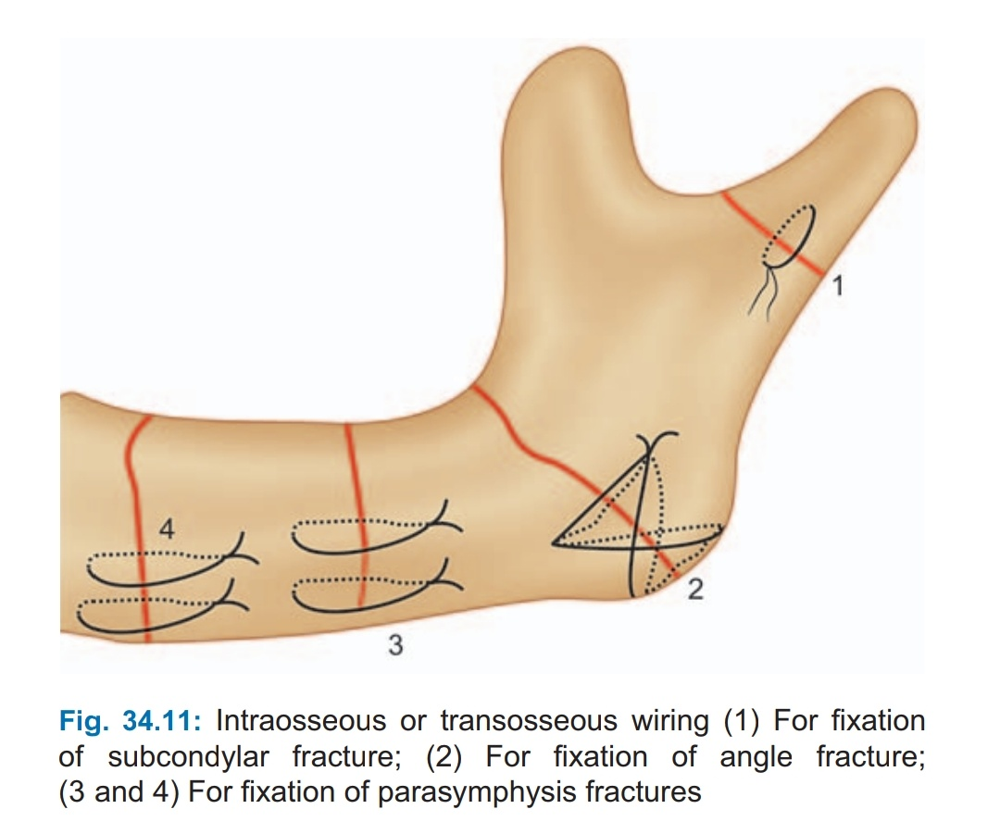 1
4
2
3
Fig. 34.11: Intraosseous or transosseous wiring (1) For fixation
of subcondylar fracture; (2) For fixation of angle fracture;
(3 and 4) For fixation of parasymphysis fractures